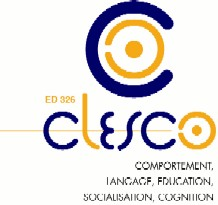 ED 326
CLESCO
COMPORTEMENT,
LANGAGE, EDUCATION,
SOCIALISATION, COGNITION